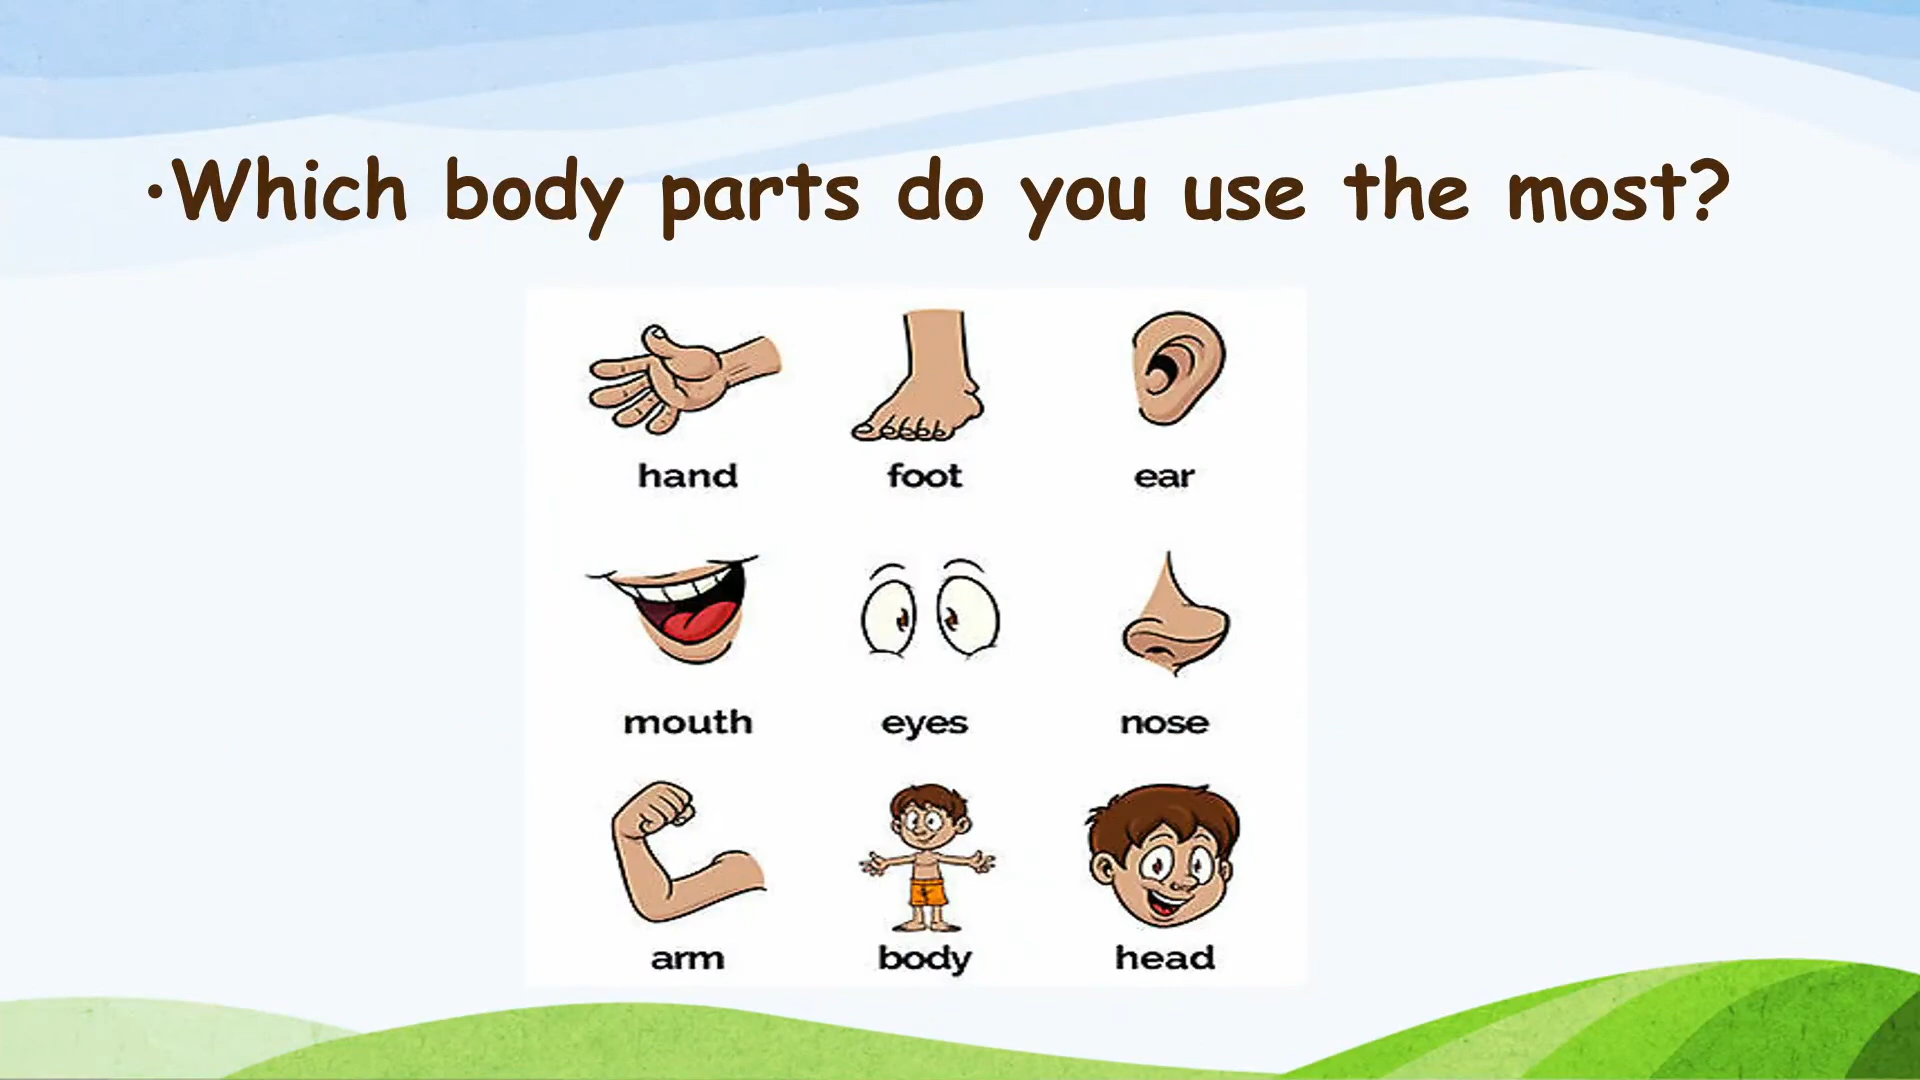 •Which body parts do you use the most?
hand foot ear
mouth eyes nose
arm body head